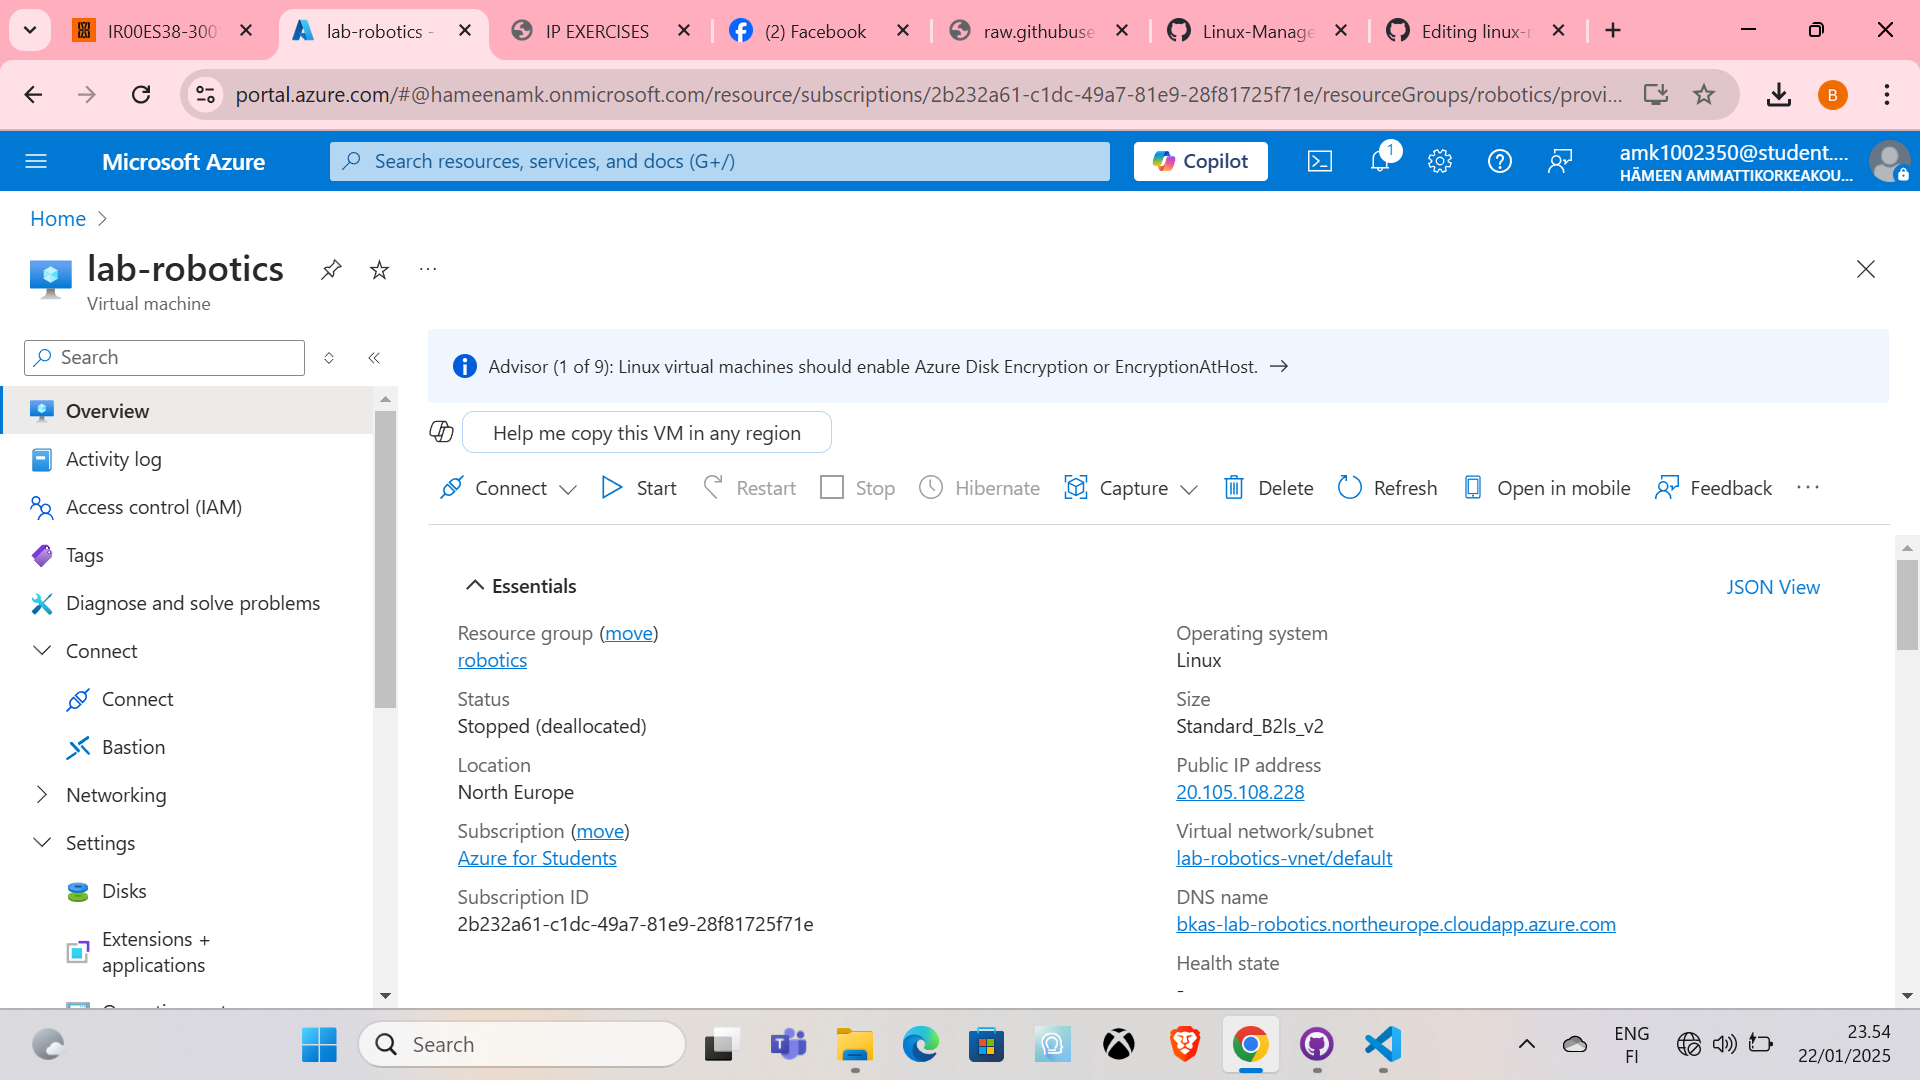 IR00ES38-300
lab-robotics -
IP EXERCISES
(2) Facebook
raw.githubuse
Linux-Manage
Editing linux-r
portal.azure.com/#@hameenamk.onmicrosoft.com/resource/subscriptions/2b232a61-c1dc-49a7-81e9-28f81725f71e/resourceGroups/robotics/provi...
B
Microsoft Azure
Search resources, services, and docs (G+/)
Copilot
1
amk1002350@student....
HÄMEEN AMMATTIKORKEAKOU...
Home
lab-robotics
Virtual machine
Search
Overview
Activity log
Access control (IAM)
Tags
Diagnose and solve problems
Connect
Connect
Bastion
Networking
Settings
Disks
Extensions +
applications
Advisor (1 of 9): Linux virtual machines should enable Azure Disk Encryption or EncryptionAtHost.
Help me copy this VM in any region
Connect
Start
Restart
Stop
Hibernate
Capture
Delete
Refresh
Open in mobile
Feedback
Essentials
JSON View
Resource group (move)
robotics
Status
Stopped (deallocated)
Location
North Europe
Subscription (move)
Azure for Students
Subscription ID
2b232a61-c1dc-49a7-81e9-28f81725f71e
Operating system
Linux
Size
Standard_B2ls_v2
Public IP address
20.105.108.228
Virtual network/subnet
lab-robotics-vnet/default
DNS name
bkas-lab-robotics.northeurope.cloudapp.azure.com
Health state
-
Search
ENG
FI
23.54
22/01/2025